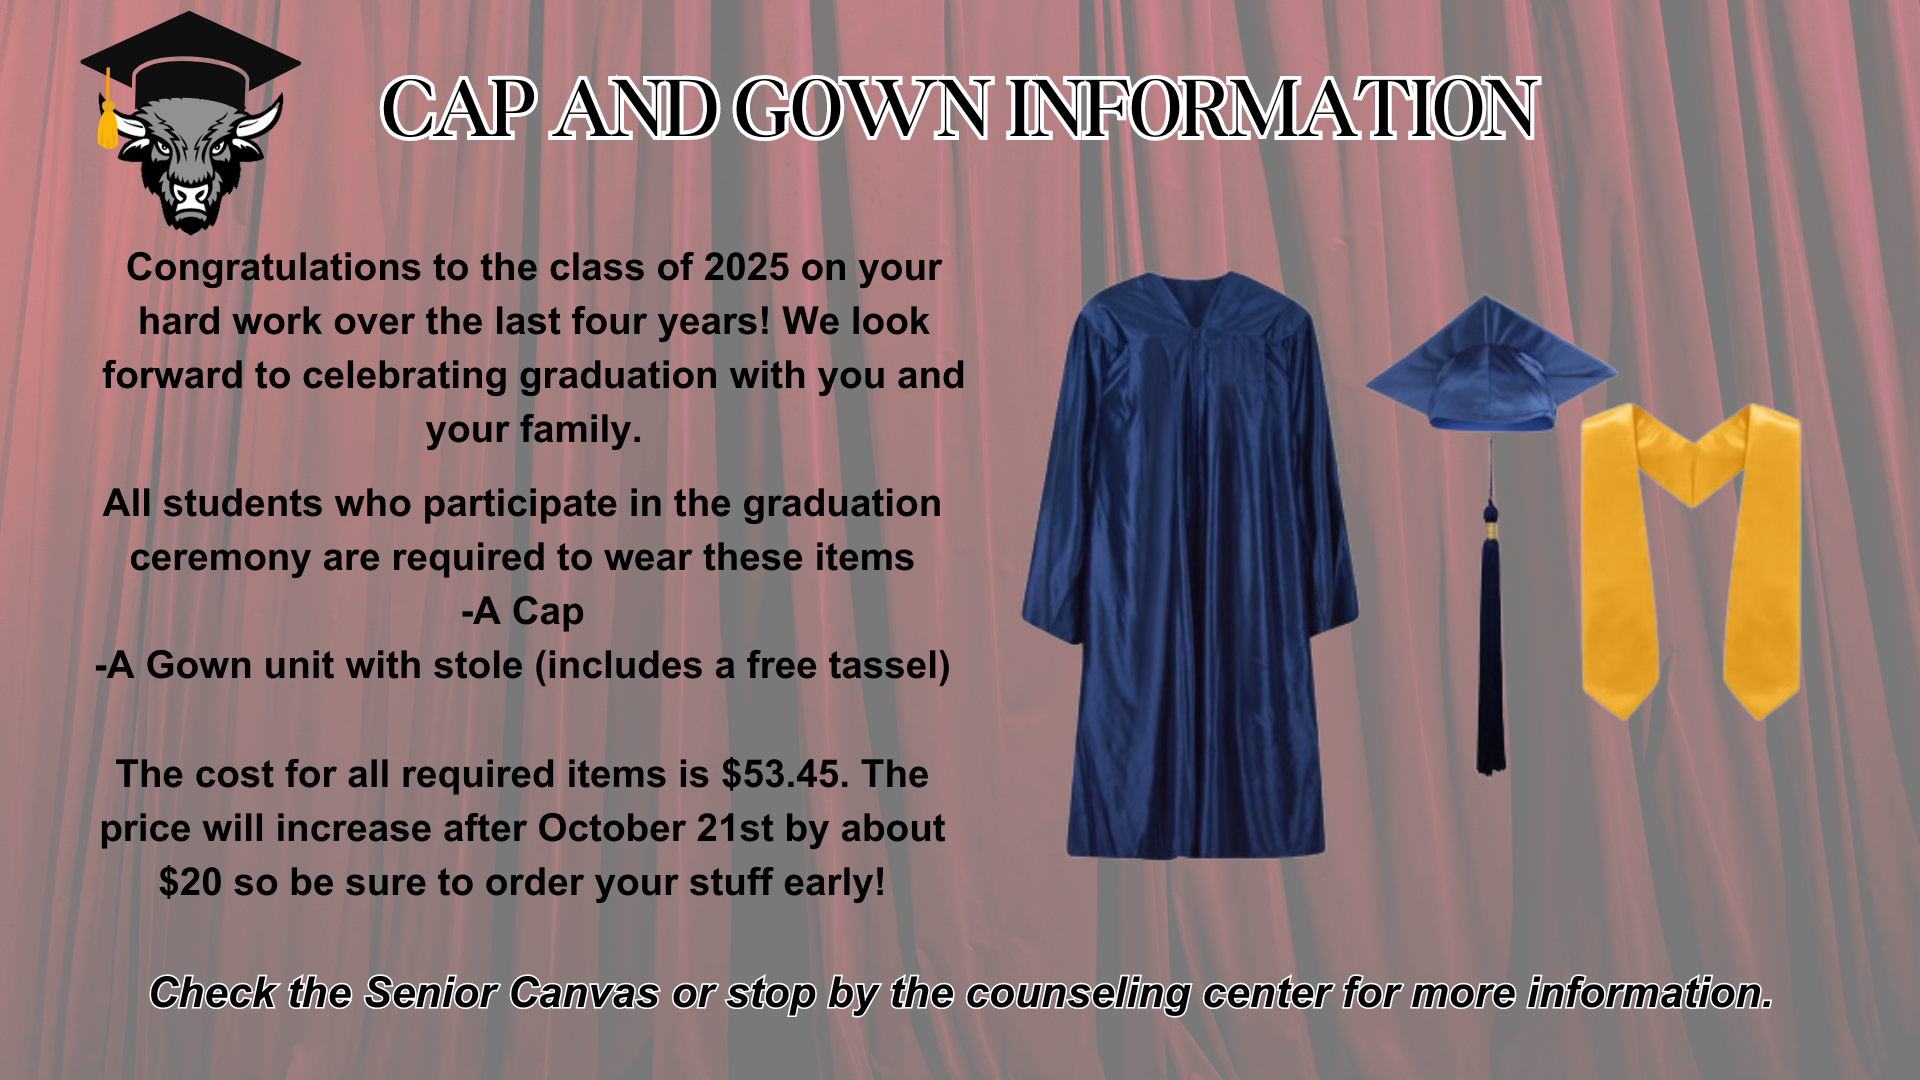 CAP AND GOWN INFORMATION
Congratulations to the class of 2025 on your
hard work over the last four years! We look
forward to celebrating graduation with you and
your family.
All students who participate in the graduation
ceremony are required to wear these items
-A Cap
-A Gown unit with stole (includes a free tassel)
The cost for all required items is $53.45. The
price will increase after October 21st by about
$20 so be sure to order your stuff early!
Check the Senior Canvas or stop by the counseling center for more information.